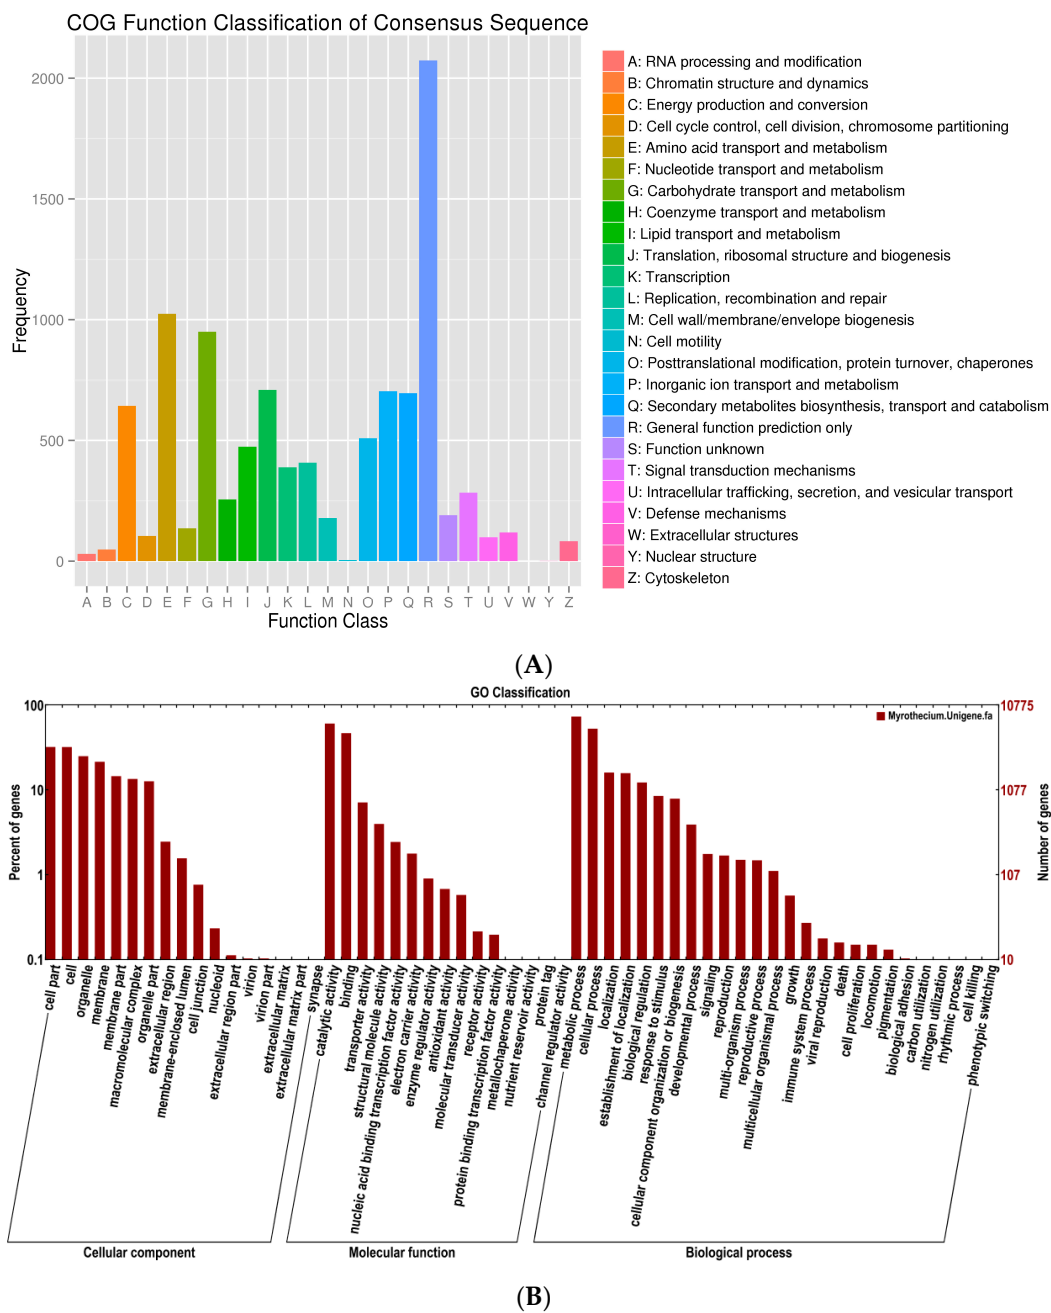 COG Function Classification of Consensus Sequence
Frequency
2000
1500
1000
500
0
A B C D E F G H I J K L M N O P Q R S T U V W Y Z
Function Class
A: RNA processing and modification
B: Chromatin structure and dynamics
C: Energy production and conversion
D: Cell cycle control, cell division, chromosome partitioning
E: Amino acid transport and metabolism
F: Nucleotide transport and metabolism
G: Carbohydrate transport and metabolism
H: Coenzyme transport and metabolism
I: Lipid transport and metabolism
J: Translation, ribosomal structure and biogenesis
K: Transcription
L: Replication, recombination and repair
M: Cell wall/membrane/envelope biogenesis
N: Cell motility
O: Posttranslational modification, protein turnover, chaperones
P: Inorganic ion transport and metabolism
Q: Secondary metabolites biosynthesis, transport and catabolism
R: General function prediction only
S: Function unknown
T: Signal transduction mechanisms
U: Intracellular trafficking, secretion, and vesicular transport
V: Defense mechanisms
W: Extracellular structures
Y: Nuclear structure
Z: Cytoskeleton
(A)
GO Classification
Myrothecium.Unigene.fa
Percent of genes
100
10
1
0.1
10775
1077
107
10
Number of genes
cell part
cell
organelle
membrane
membrane part
macromolecular complex
organelle part
extracellular region
membrane-enclosed lumen
cell junction
nucleoid
extracellular region part
virion
virion part
extracellular matrix
extracellular matrix part
synapse
catalytic activity
binding
transporter activity
structural molecule activity
nucleic acid binding transcription factor activity
electron carrier activity
enzyme regulator activity
antioxidant activity
molecular transducer activity
receptor activity
protein binding transcription factor activity
metallochaperone activity
nutrient reservoir activity
protein tag
channel regulator activity
metabolic process
cellular process
localization
establishment of localization
biological regulation
response to stimulus
cellular component organization or biogenesis
developmental process
signaling
reproduction
multi-organism process
reproductive process
multicellular organismal process
growth
immune system process
viral reproduction
death
cell proliferation
locomotion
pigmentation
biological adhesion
carbon utilization
nitrogen utilization
rhythmic process
cell killing
phenotypic switching
Cellular component
Molecular function
Biological process
(B)